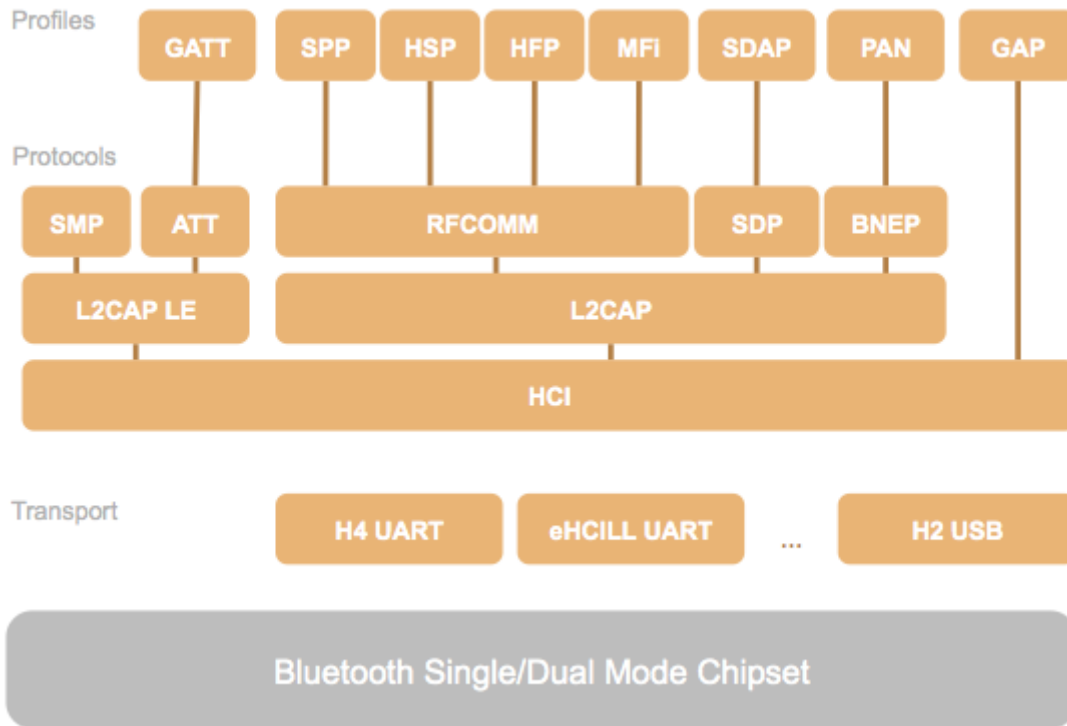 Profiles
GATT SPP HSP HFP MFi SDAP PAN GAP
Protocols
SMP ATT RFCOMM SDP BNEP
L2CAP LE L2CAP
HCI
Transport
H4 UART eHCILL UART ... H2 USB
Bluetooth Single/Dual Mode Chipset